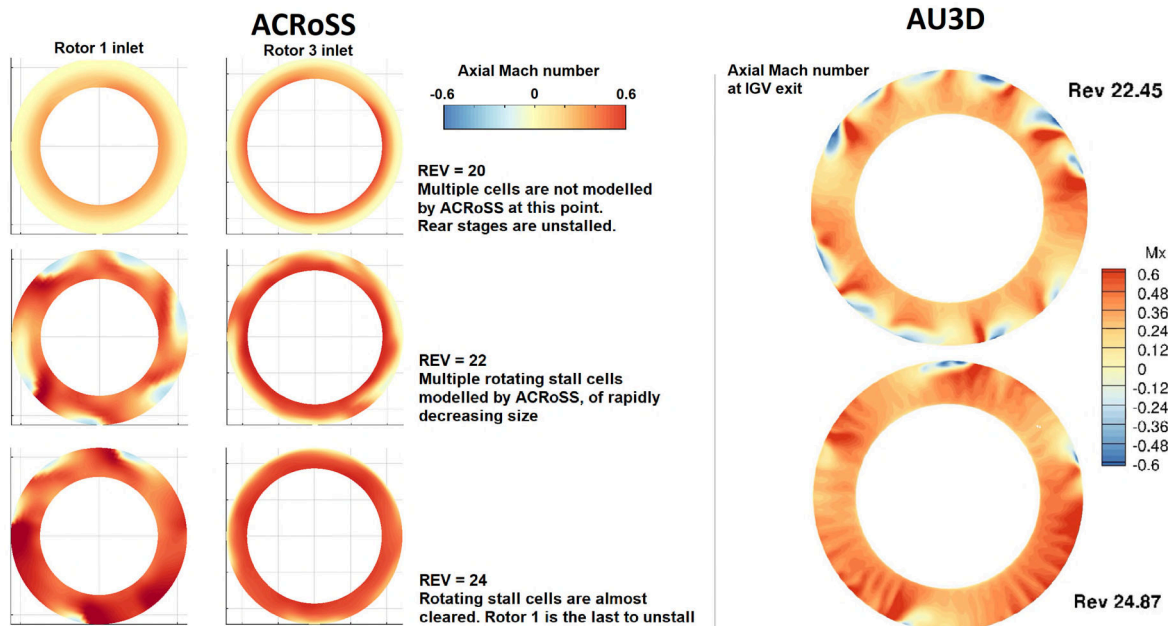 ACRoSS
Rotor 1 inlet
Rotor 3 inlet
Axial Mach number
-0.6
0
0.6
REV = 20
Multiple cells are not modelled
by ACRoSS at this point.
Rear stages are unstalled.
REV = 22
Multiple rotating stall cells
modelled by ACRoSS, of rapidly
decreasing size
REV = 24
Rotating stall cells are almost
cleared. Rotor 1 is the last to unstall
AU3D
Axial Mach number
at IGV exit
Rev 22.45
Mx
0.6
0.48
0.36
0.24
0.12
0
-0.12
-0.24
-0.36
-0.48
-0.6
Rev 24.87